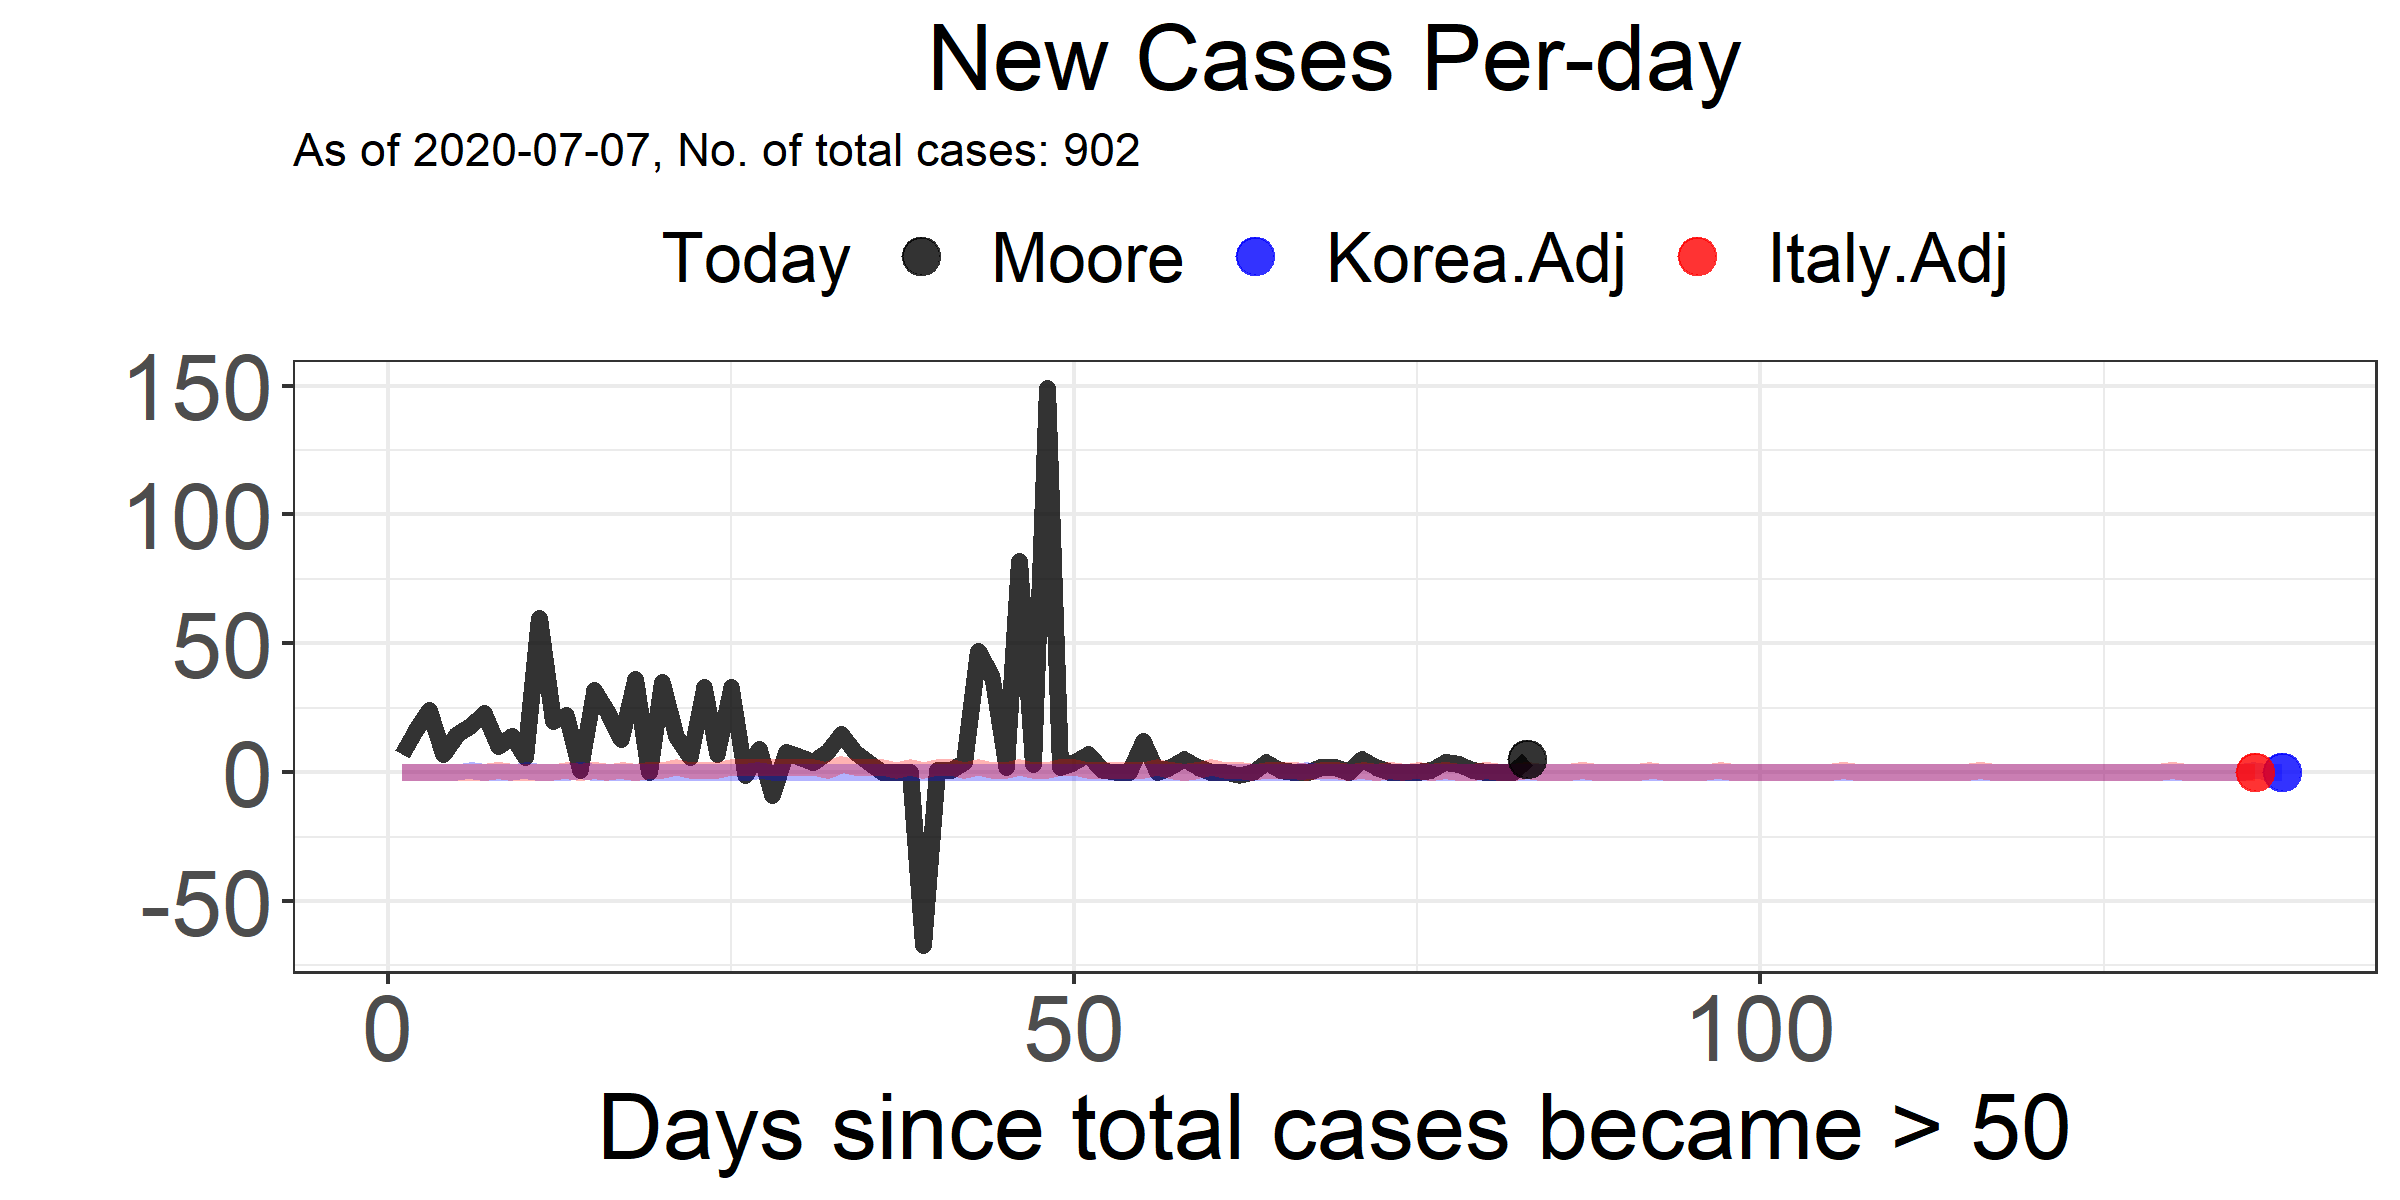 New Cases Per-day
As of 2020-07-07, No. of total cases: 902
Today Moore Korea.Adj Italy.Adj
150
100
50
0
-50
0 50 100
Days since total cases became > 50